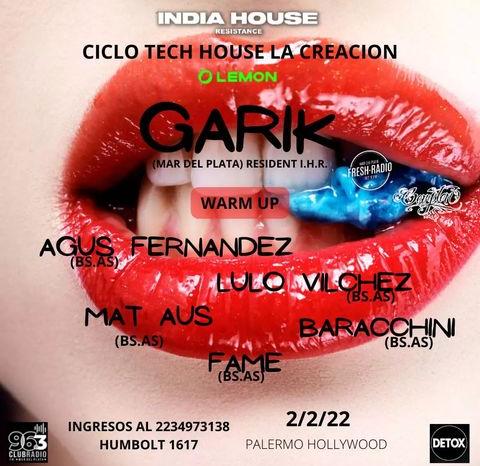 INDIA HOUSE
RESISTANCE
CICLO TECH HOUSE LA CREACION
LEMON
GARIK
(MAR DEL PLATA) RESIDENT I.H.R.
FRESH-RADIO
WARM UP
AGUS FERNANDEZ
(BS.AS)
LULO VILCHEZ
(BS.AS)
MAT AUS
(BS.AS)
BARACCHINI
(BS.AS)
FAME
(BS.AS)
96.3
CLUBRADIO
INGRESOS AL 2234973138
HUMBOLT 1617
2/2/22
PALERMO HOLLYWOOD
DETOX